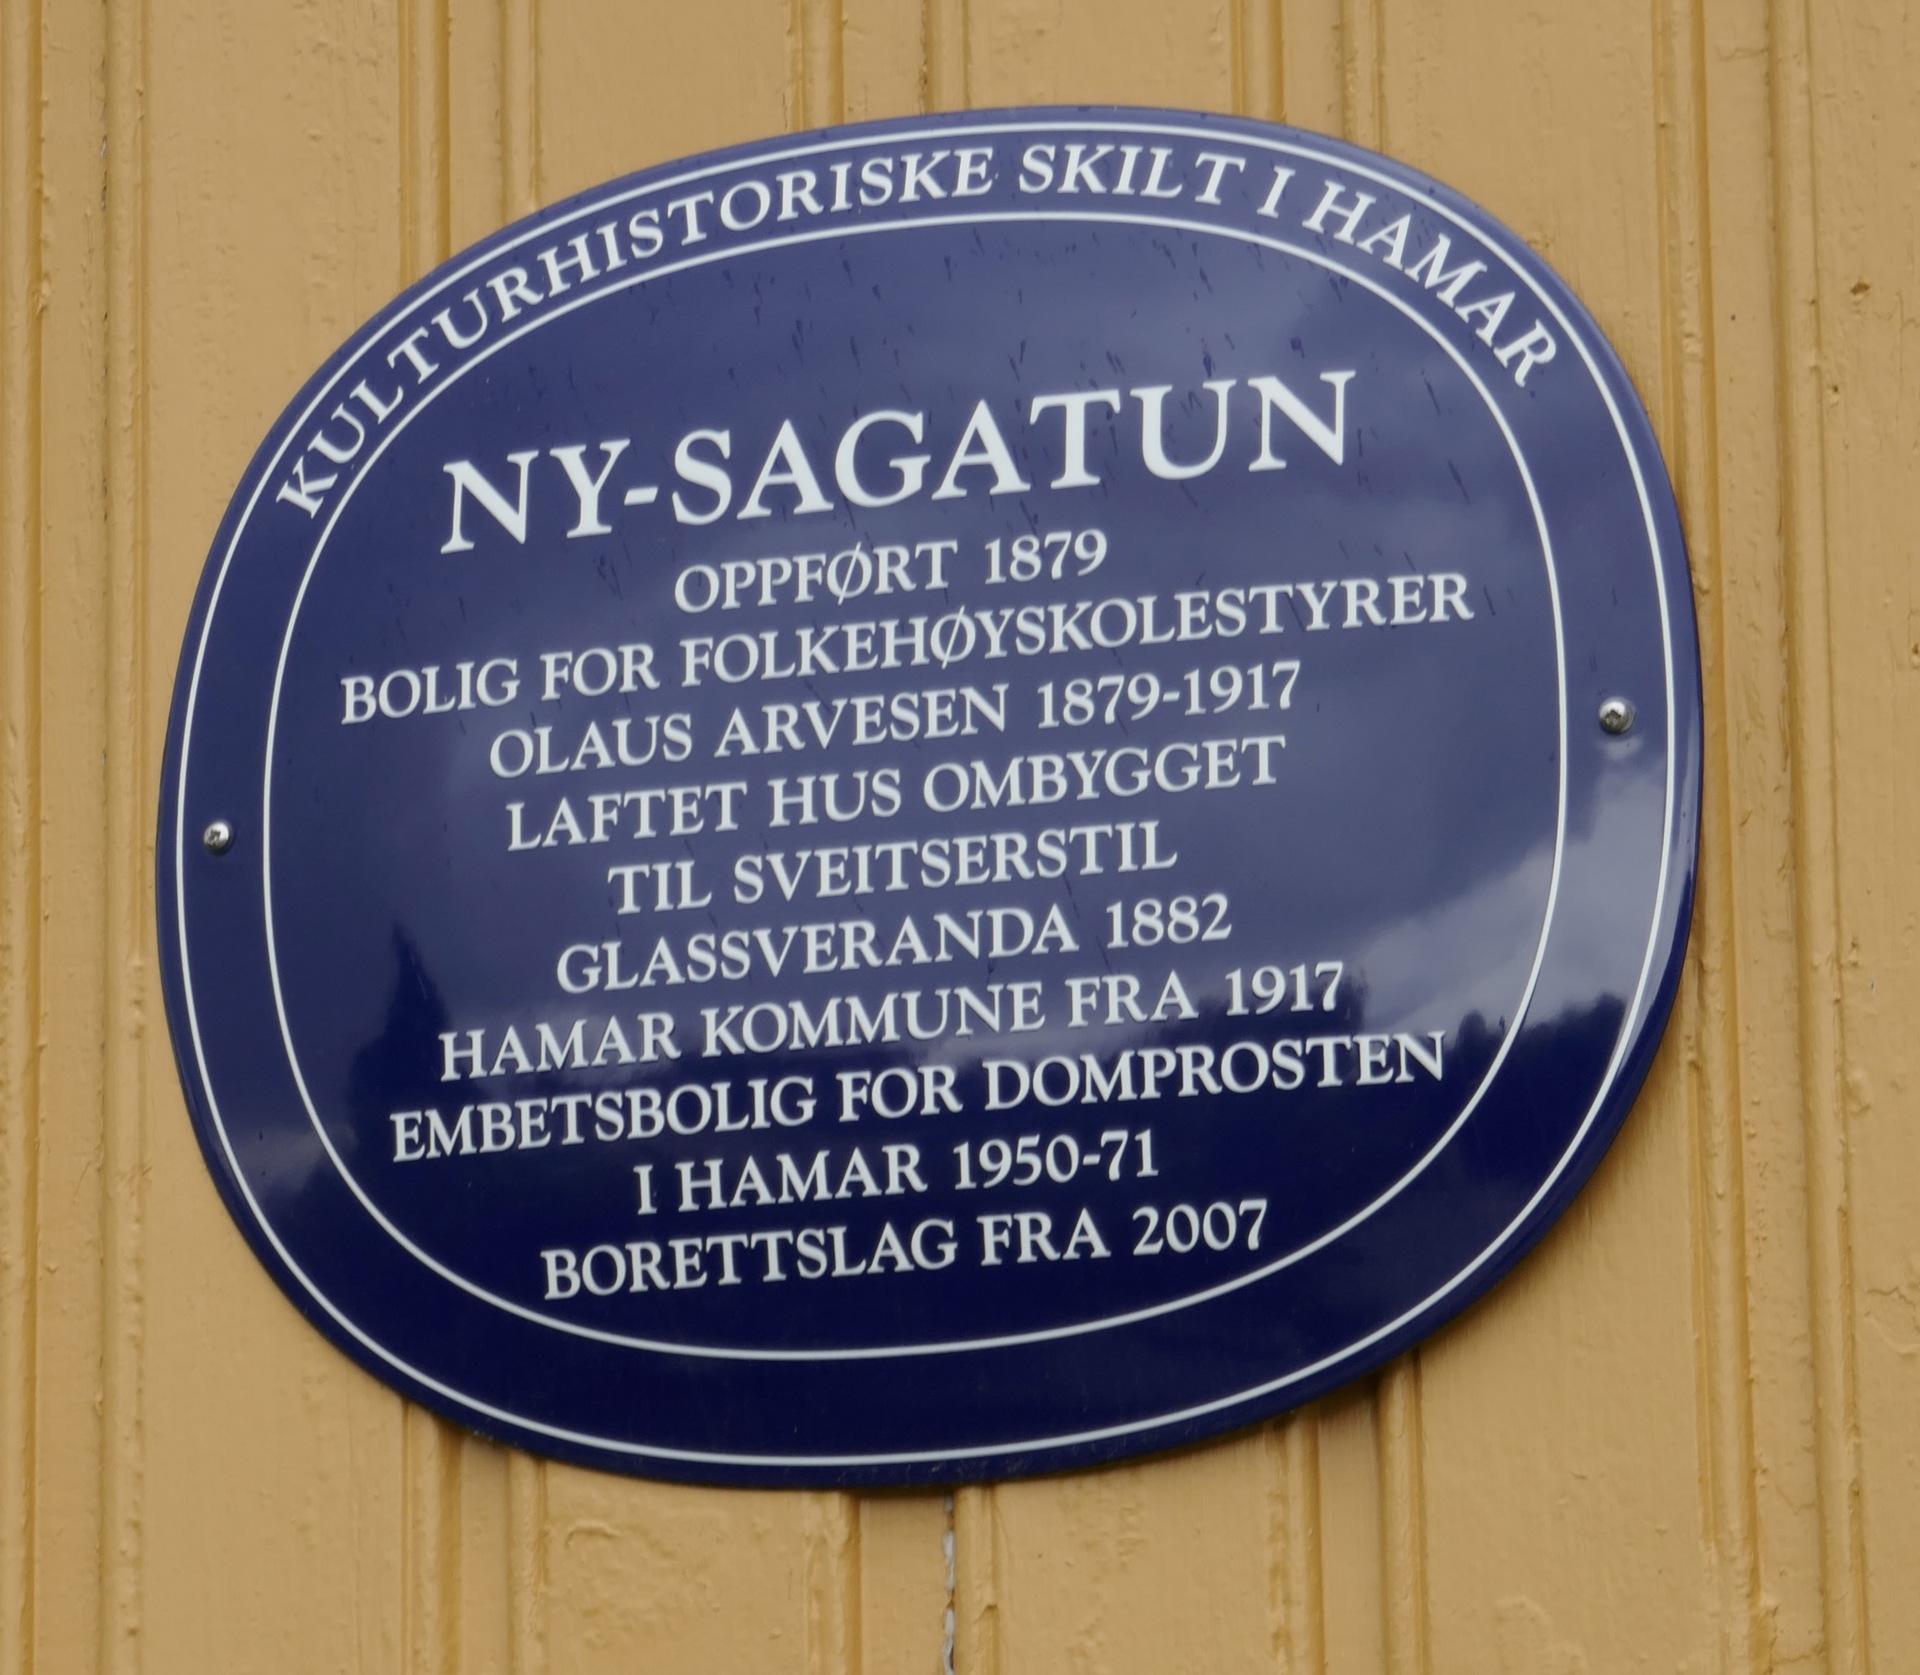 KULTURHISTORISKE SKILT I HAMAR
NY-SAGATUN
OPPFØRT 1879
BOLIG FOR FOLKEHØYSKOLESTYRER
OLAUS ARVESEN 1879-1917
LAFTET HUS OMBYGGET
TIL SVEITSERSTIL
GLASSVERANDA 1882
HAMAR KOMMUNE FRA 1917
EMBETSBOLIG FOR DOMPROSTEN
I HAMAR 1950-71
BORETTSLAG FRA 2007